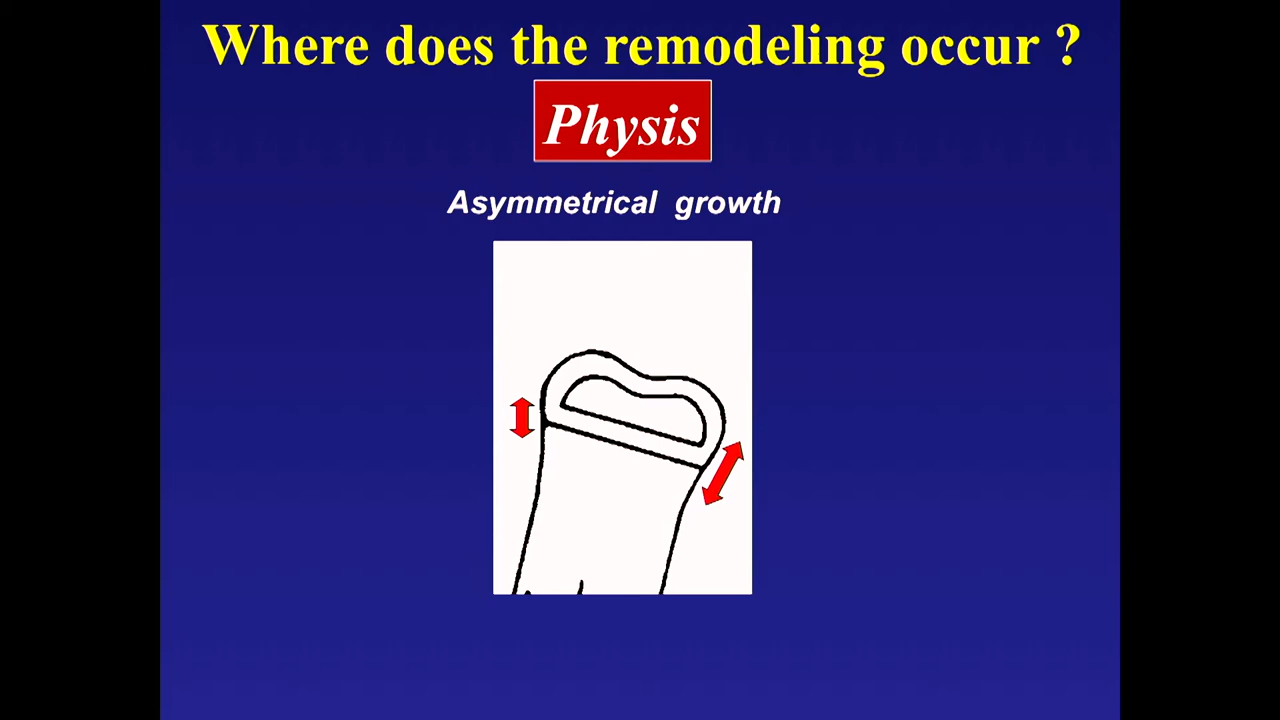 Where does the remodeling occur ?
Physis
Asymmetrical growth